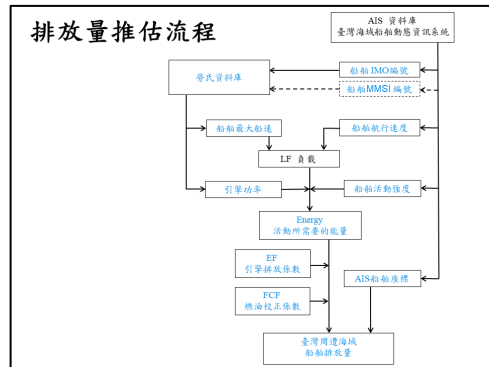 排放量推估流程
AIS 資料庫
臺灣海域船舶動態資訊系統
勞氏資料庫
船舶 IMO編號
船舶MMSI 編號
船舶最大船速
船舶航行速度
LF 負載
引擎功率
船舶活動強度
Energy
活動所需要的能量
EF
引擎排放係數
AIS船舶座標
FCF
燃油校正係數
臺灣周遭海域
船舶排放量